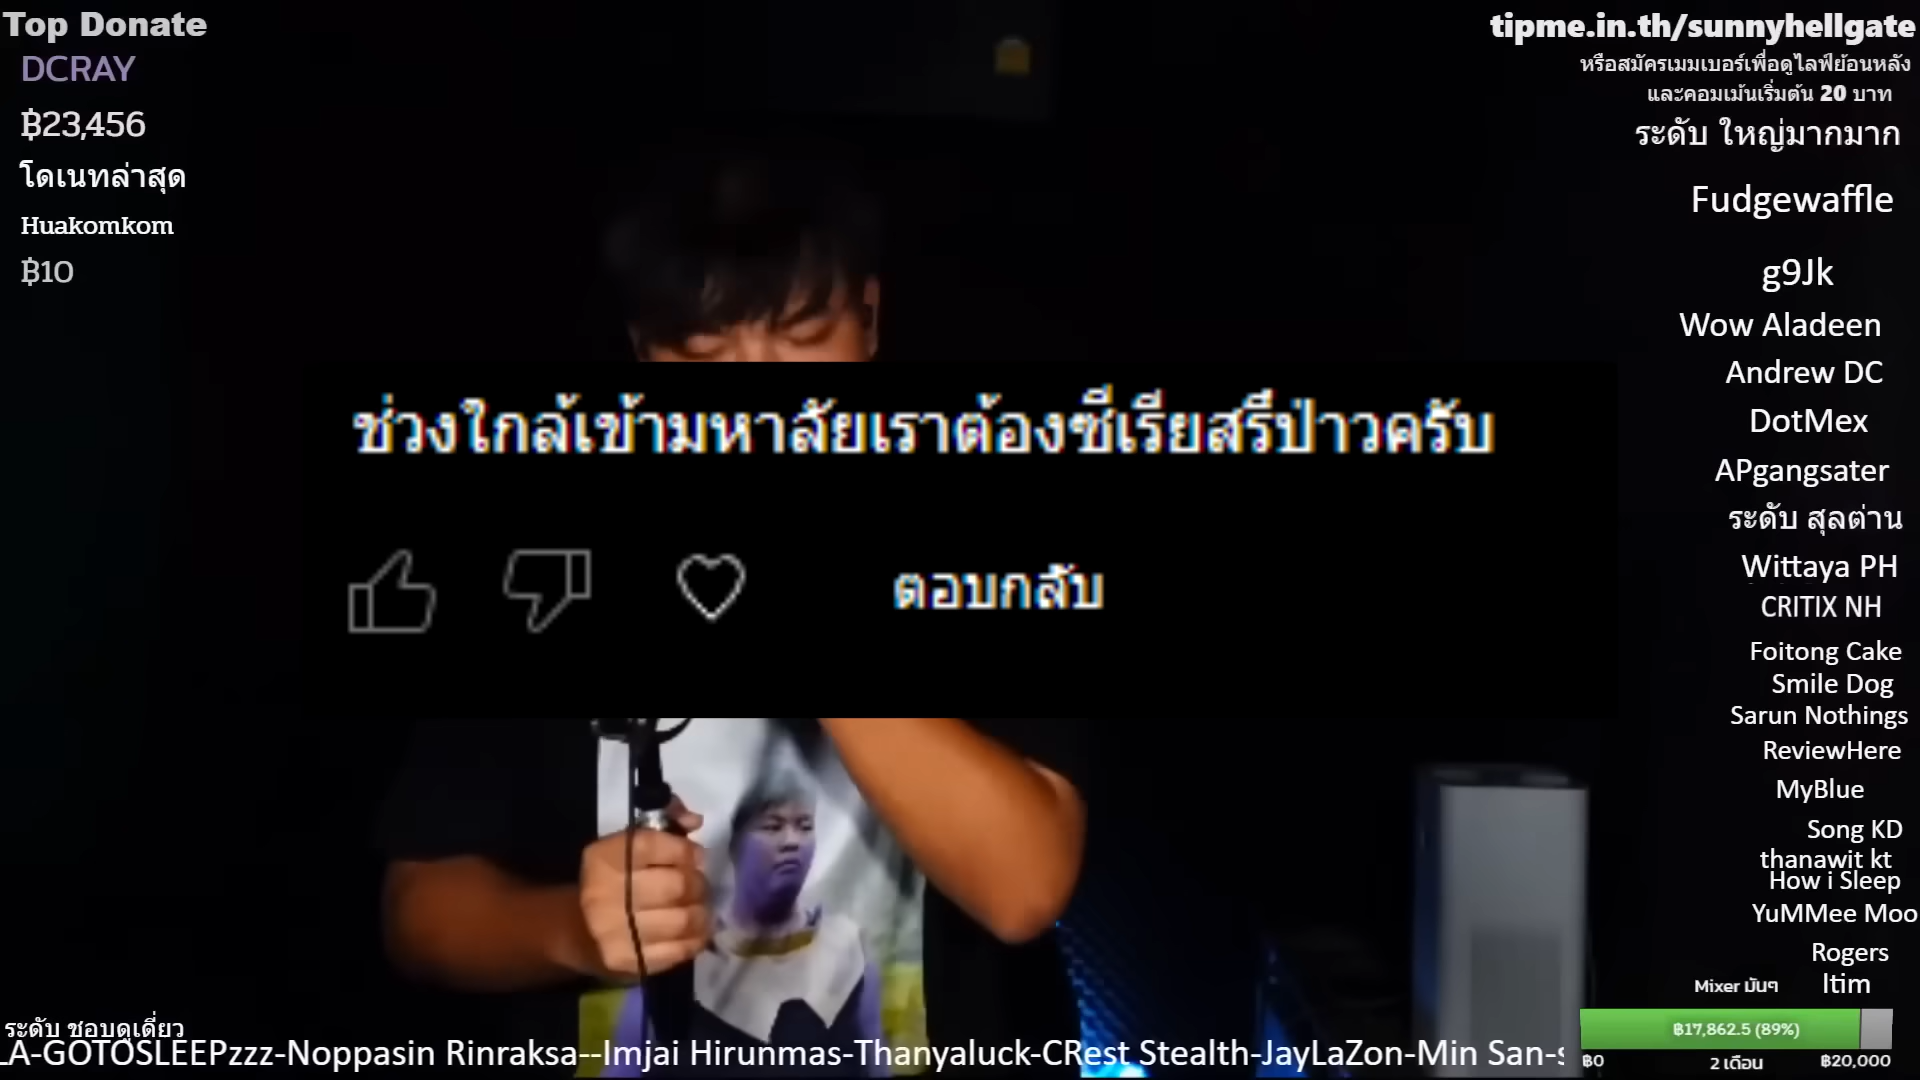 Top Donate
DCRAY
฿23,456
โดเนทล่าสุด
Huakomkom
฿10
tipme.in.th/sunnyhellgate
หรือสมัครเมมเบอร์เพื่อดูไลฟ์ย้อนหลัง
และคอมเม้นเริ่มต้น 20 บาท
ระดับ ใหญ่มากมาก
Fudgewaffle
g9Jk
Wow Aladeen
Andrew DC
DotMex
APgangsater
ระดับ สุลต่าน
Wittaya PH
CRITIX NH
Foitong Cake
Smile Dog
Sarun Nothings
ReviewHere
MyBlue
Song KD
thanawit kt
How i Sleep
YuMMee Moo
Rogers
ltim
ช่วงใกล้เข้ามหาลัยเราต้องซีเรียสรึป่าวครับ
ตอบกลับ
Mixer มันๆ
฿17,862.5 (89%)
฿0
2 เดือน
฿20,000
ระดับ ชอบดูเดี่ยว
LA-GOTOSLEEPzzz-Noppasin Rinraksa--Imjai Hirunmas-Thanyaluck-CRest Stealth-JayLaZon-Min San-s